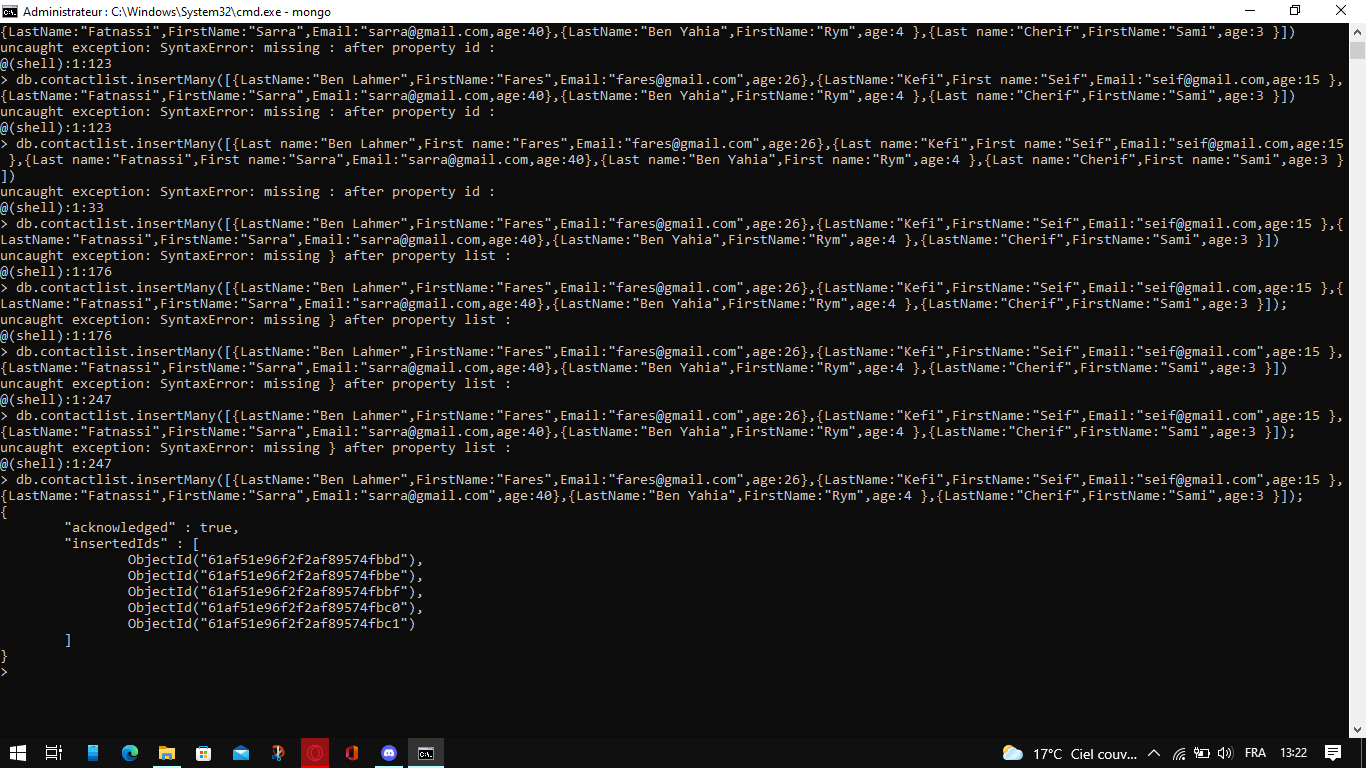 Administrateur : C:\Windows\System32\cmd.exe - mongo
{LastName:"Fatnassi",FirstName:"Sarra",Email:"sarra@gmail.com,age:40},{LastName:"Ben Yahia",FirstName:"Rym",age:4 },{Last name:"Cherif",FirstName:"Sami",age:3 }])
uncaught exception: SyntaxError: missing : after property id :
@(shell):1:123
> db.contactlist.insertMany([{LastName:"Ben Lahmer",FirstName:"Fares",Email:"fares@gmail.com",age:26},{LastName:"Kefi",First name:"Seif",Email:"seif@gmail.com,age:15 },
{LastName:"Fatnassi",FirstName:"Sarra",Email:"sarra@gmail.com,age:40},{LastName:"Ben Yahia",FirstName:"Rym",age:4 },{Last name:"Cherif",FirstName:"Sami",age:3 }])
uncaught exception: SyntaxError: missing : after property id :
@(shell):1:123
> db.contactlist.insertMany([{Last name:"Ben Lahmer",First name:"Fares",Email:"fares@gmail.com",age:26},{Last name:"Kefi",First name:"Seif",Email:"seif@gmail.com,age:15
 },{Last name:"Fatnassi",First name:"Sarra",Email:"sarra@gmail.com,age:40},{Last name:"Ben Yahia",First name:"Rym",age:4 },{Last name:"Cherif",First name:"Sami",age:3 }
])
uncaught exception: SyntaxError: missing : after property id :
@(shell):1:33
> db.contactlist.insertMany([{LastName:"Ben Lahmer",FirstName:"Fares",Email:"fares@gmail.com",age:26},{LastName:"Kefi",FirstName:"Seif",Email:"seif@gmail.com,age:15 },{
LastName:"Fatnassi",FirstName:"Sarra",Email:"sarra@gmail.com,age:40},{LastName:"Ben Yahia",FirstName:"Rym",age:4 },{LastName:"Cherif",FirstName:"Sami",age:3 }])
uncaught exception: SyntaxError: missing } after property list :
@(shell):1:176
> db.contactlist.insertMany([{LastName:"Ben Lahmer",FirstName:"Fares",Email:"fares@gmail.com",age:26},{LastName:"Kefi",FirstName:"Seif",Email:"seif@gmail.com,age:15 },{
LastName:"Fatnassi",FirstName:"Sarra",Email:"sarra@gmail.com,age:40},{LastName:"Ben Yahia",FirstName:"Rym",age:4 },{LastName:"Cherif",FirstName:"Sami",age:3 }]);
uncaught exception: SyntaxError: missing } after property list :
@(shell):1:176
> db.contactlist.insertMany([{LastName:"Ben Lahmer",FirstName:"Fares",Email:"fares@gmail.com",age:26},{LastName:"Kefi",FirstName:"Seif",Email:"seif@gmail.com",age:15 },
{LastName:"Fatnassi",FirstName:"Sarra",Email:"sarra@gmail.com,age:40},{LastName:"Ben Yahia",FirstName:"Rym",age:4 },{LastName:"Cherif",FirstName:"Sami",age:3 }])
uncaught exception: SyntaxError: missing } after property list :
@(shell):1:247
> db.contactlist.insertMany([{LastName:"Ben Lahmer",FirstName:"Fares",Email:"fares@gmail.com",age:26},{LastName:"Kefi",FirstName:"Seif",Email:"seif@gmail.com",age:15 },
{LastName:"Fatnassi",FirstName:"Sarra",Email:"sarra@gmail.com,age:40},{LastName:"Ben Yahia",FirstName:"Rym",age:4 },{LastName:"Cherif",FirstName:"Sami",age:3 }]);
uncaught exception: SyntaxError: missing } after property list :
@(shell):1:247
> db.contactlist.insertMany([{LastName:"Ben Lahmer",FirstName:"Fares",Email:"fares@gmail.com",age:26},{LastName:"Kefi",FirstName:"Seif",Email:"seif@gmail.com",age:15 },
{LastName:"Fatnassi",FirstName:"Sarra",Email:"sarra@gmail.com",age:40},{LastName:"Ben Yahia",FirstName:"Rym",age:4 },{LastName:"Cherif",FirstName:"Sami",age:3 }]);
{
        "acknowledged" : true,
        "insertedIds" : [
                ObjectId("61af51e96f2f2af89574fbbd"),
                ObjectId("61af51e96f2f2af89574fbbe"),
                ObjectId("61af51e96f2f2af89574fbbf"),
                ObjectId("61af51e96f2f2af89574fbc0"),
                ObjectId("61af51e96f2f2af89574fbc1")
        ]
}
>
17°C Ciel couv... FRA 13:22